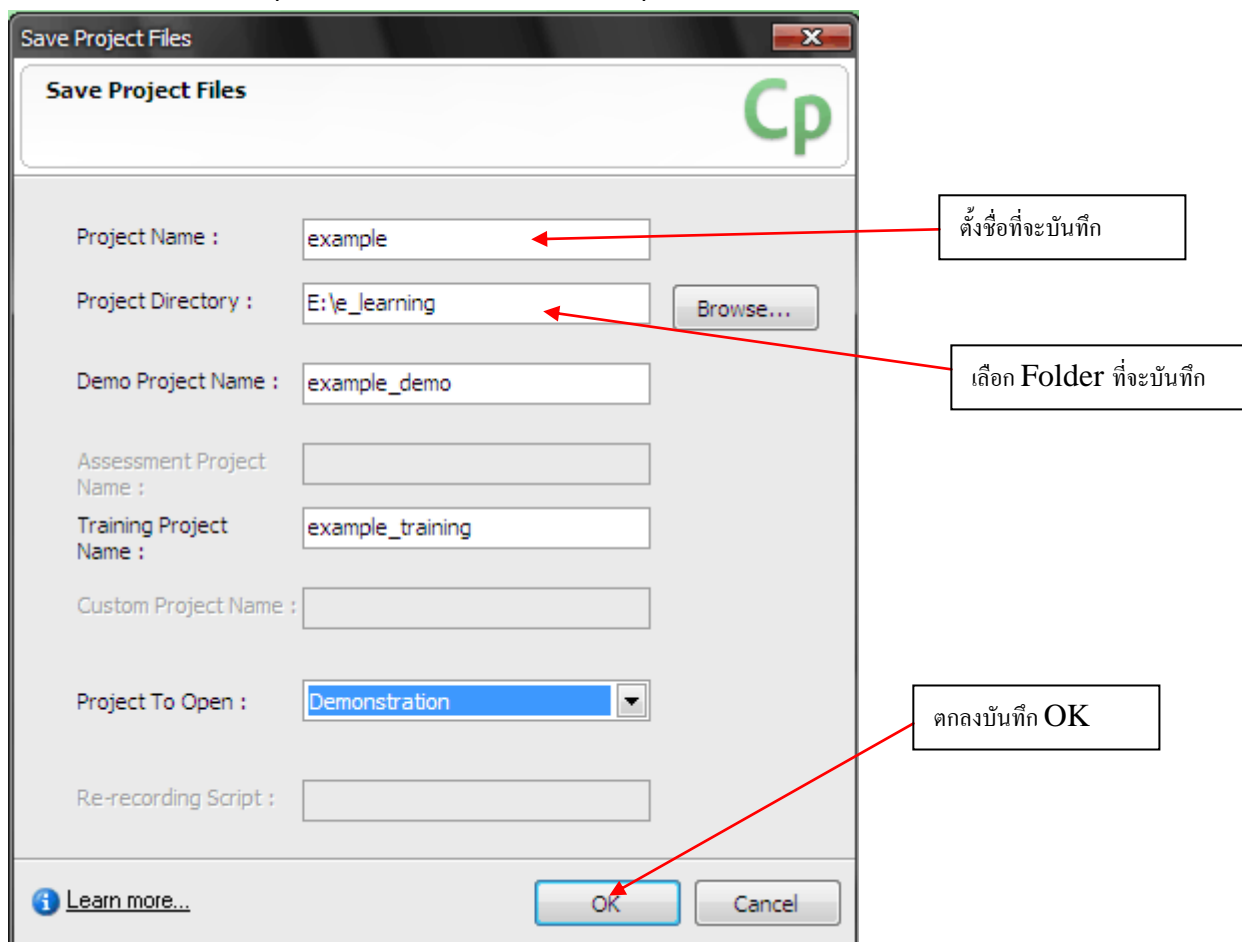 Save Project Files
Save Project Files
Cp
Project Name :
example
ตั้งชื่อที่จะบันทึก
Project Directory :
E:\e_learning
Browse...
เลือก Folder ที่จะบันทึก
Demo Project Name :
example_demo
Assessment Project
Name :
Training Project
Name :
example_training
Custom Project Name :
Project To Open :
Demonstration
ตกลงบันทึก OK
Re-recording Script :
Learn more...
OK
Cancel